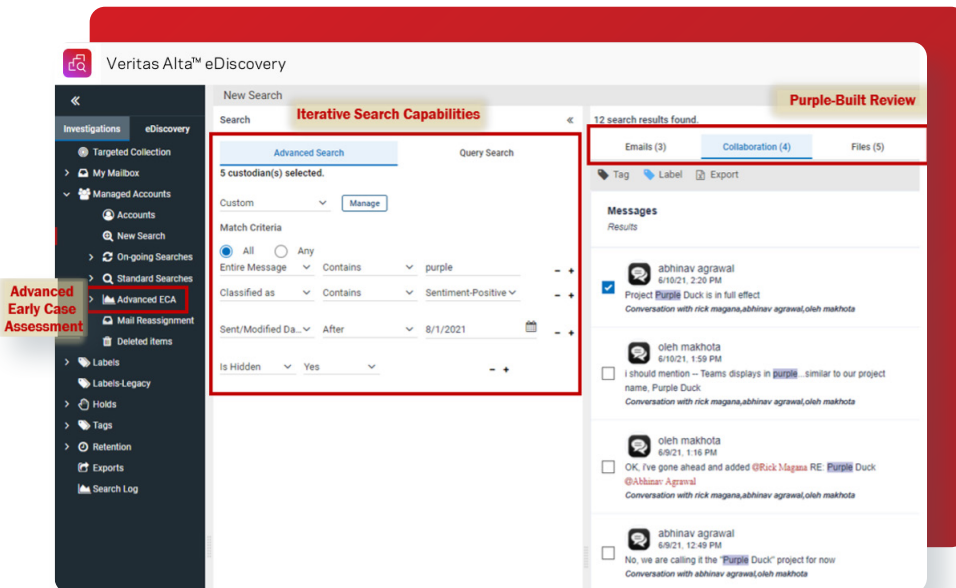 Veritas Alta™ eDiscovery
New Search
Investigations eDiscovery
Targeted Collection
My Mailbox
Managed Accounts
Accounts
New Search
On-going Searches
Standard Searches
Advanced ECA
Mail Reassignment
Deleted items
Labels
Labels-Legacy
Holds
Tags
Retention
Exports
Search Log
Advanced
Early Case
Assessment
Search
Iterative Search Capabilities
Advanced Search Query Search
5 custodian(s) selected.
Custom Manage
Match Criteria
All Any
Entire Message Contains purple
Classified as Contains Sentiment-Positive
Sent/Modified Da... After 8/1/2021
Is Hidden Yes
Purple-Built Review
12 search results found.
Emails (3) Collaboration (4) Files (5)
Tag Label Export
Messages
Results
abhinav agrawal
6/10/21, 2:20 PM
Project Purple Duck is in full effect
Conversation with rick magana,abhinav agrawal,oleh makhota
oleh makhota
6/10/21, 1:59 PM
i should mention -- Teams displays in purple...similar to our project
name, Purple Duck
Conversation with rick magana,abhinav agrawal,oleh makhota
oleh makhota
6/9/21, 1:16 PM
OK, I've gone ahead and added @Rick Magana RE: Purple Duck
@Abhinav Agrawal
Conversation with rick magana,abhinav agrawal,oleh makhota
abhinav agrawal
6/9/21, 12:49 PM
No, we are calling it the "Purple Duck" project for now
Conversation with abhinav agrawal,oleh makhota